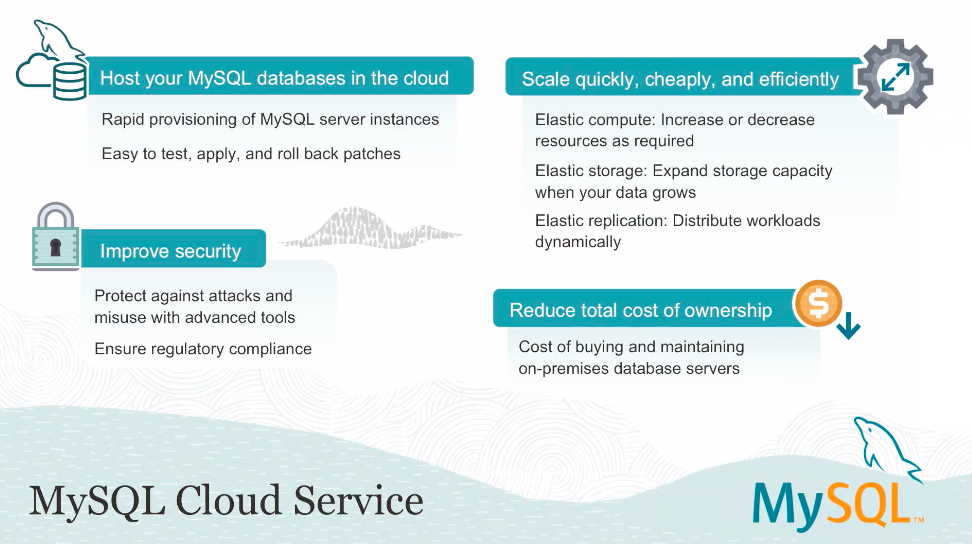 Host your MySQL databases in the cloud
Rapid provisioning of MySQL server instances
Easy to test, apply, and roll back patches
Improve security
Protect against attacks and
misuse with advanced tools
Ensure regulatory compliance
Scale quickly, cheaply, and efficiently
Elastic compute: Increase or decrease
resources as required
Elastic storage: Expand storage capacity
when your data grows
Elastic replication: Distribute workloads
dynamically
Reduce total cost of ownership
$
Cost of buying and maintaining
on-premises database servers
MySQL Cloud Service
MySQL™